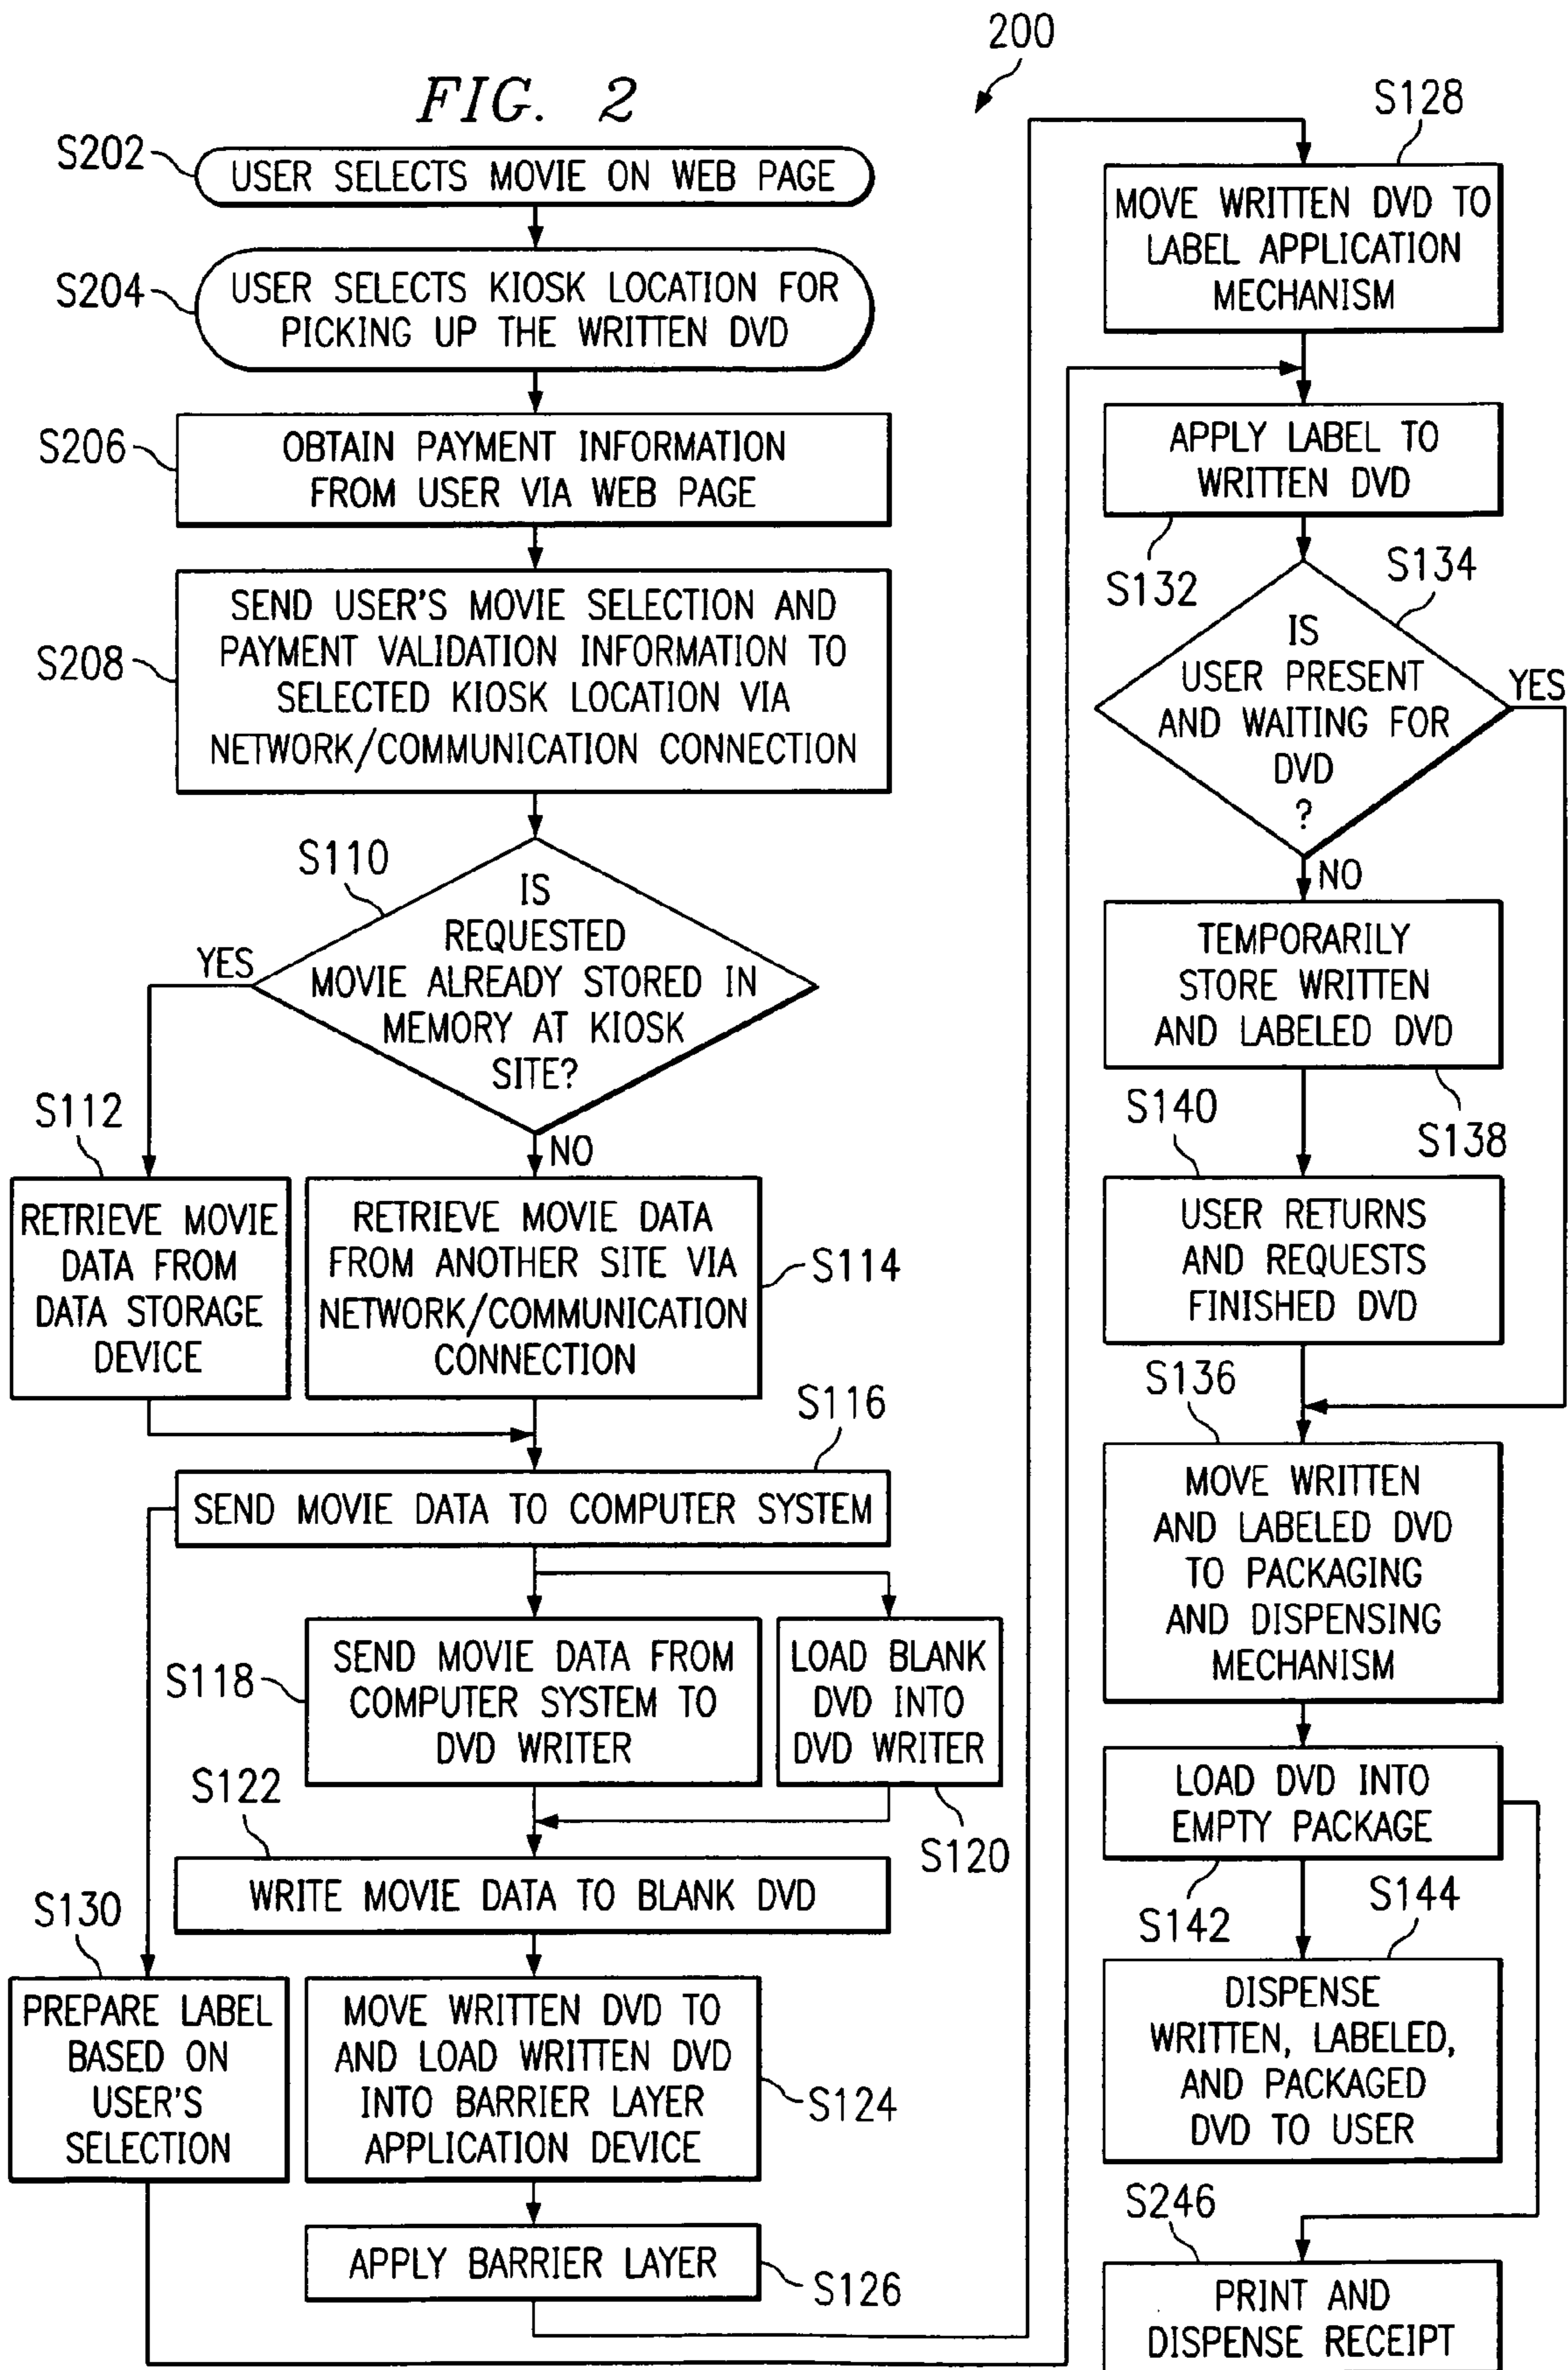 FIG. 2
200
S202
USER SELECTS MOVIE ON WEB PAGE
S204
USER SELECTS KIOSK LOCATION FOR
PICKING UP THE WRITTEN DVD
S206
OBTAIN PAYMENT INFORMATION
FROM USER VIA WEB PAGE
S208
SEND USER'S MOVIE SELECTION AND
PAYMENT VALIDATION INFORMATION TO
SELECTED KIOSK LOCATION VIA
NETWORK/COMMUNICATION CONNECTION
S110
IS
REQUESTED
MOVIE ALREADY STORED IN
MEMORY AT KIOSK
SITE?
YES
NO
S112
RETRIEVE MOVIE
DATA FROM
DATA STORAGE
DEVICE
RETRIEVE MOVIE DATA
FROM ANOTHER SITE VIA
NETWORK/COMMUNICATION
CONNECTION
S114
S116
SEND MOVIE DATA TO COMPUTER SYSTEM
S118
SEND MOVIE DATA FROM
COMPUTER SYSTEM TO
DVD WRITER
LOAD BLANK
DVD INTO
DVD WRITER
S120
S122
WRITE MOVIE DATA TO BLANK DVD
S130
PREPARE LABEL
BASED ON
USER'S
SELECTION
MOVE WRITTEN DVD TO
AND LOAD WRITTEN DVD
INTO BARRIER LAYER
APPLICATION DEVICE
S124
APPLY BARRIER LAYER
S126
S128
MOVE WRITTEN DVD TO
LABEL APPLICATION
MECHANISM
APPLY LABEL TO
WRITTEN DVD
S132
S134
IS
USER PRESENT
AND WAITING FOR
DVD
?
YES
NO
TEMPORARILY
STORE WRITTEN
AND LABELED DVD
S138
S140
USER RETURNS
AND REQUESTS
FINISHED DVD
S136
MOVE WRITTEN
AND LABELED DVD
TO PACKAGING
AND DISPENSING
MECHANISM
LOAD DVD INTO
EMPTY PACKAGE
S142
S144
DISPENSE
WRITTEN, LABELED,
AND PACKAGED
DVD TO USER
S246
PRINT AND
DISPENSE RECEIPT